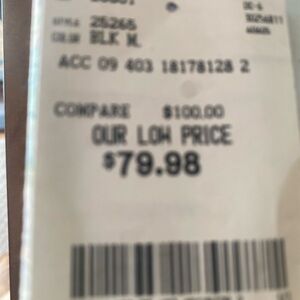 STYLE 25265
COLOR BLK M.
ACC 09 403 18178128 2
COMPARE $100.00
OUR LOW PRICE
$79.98